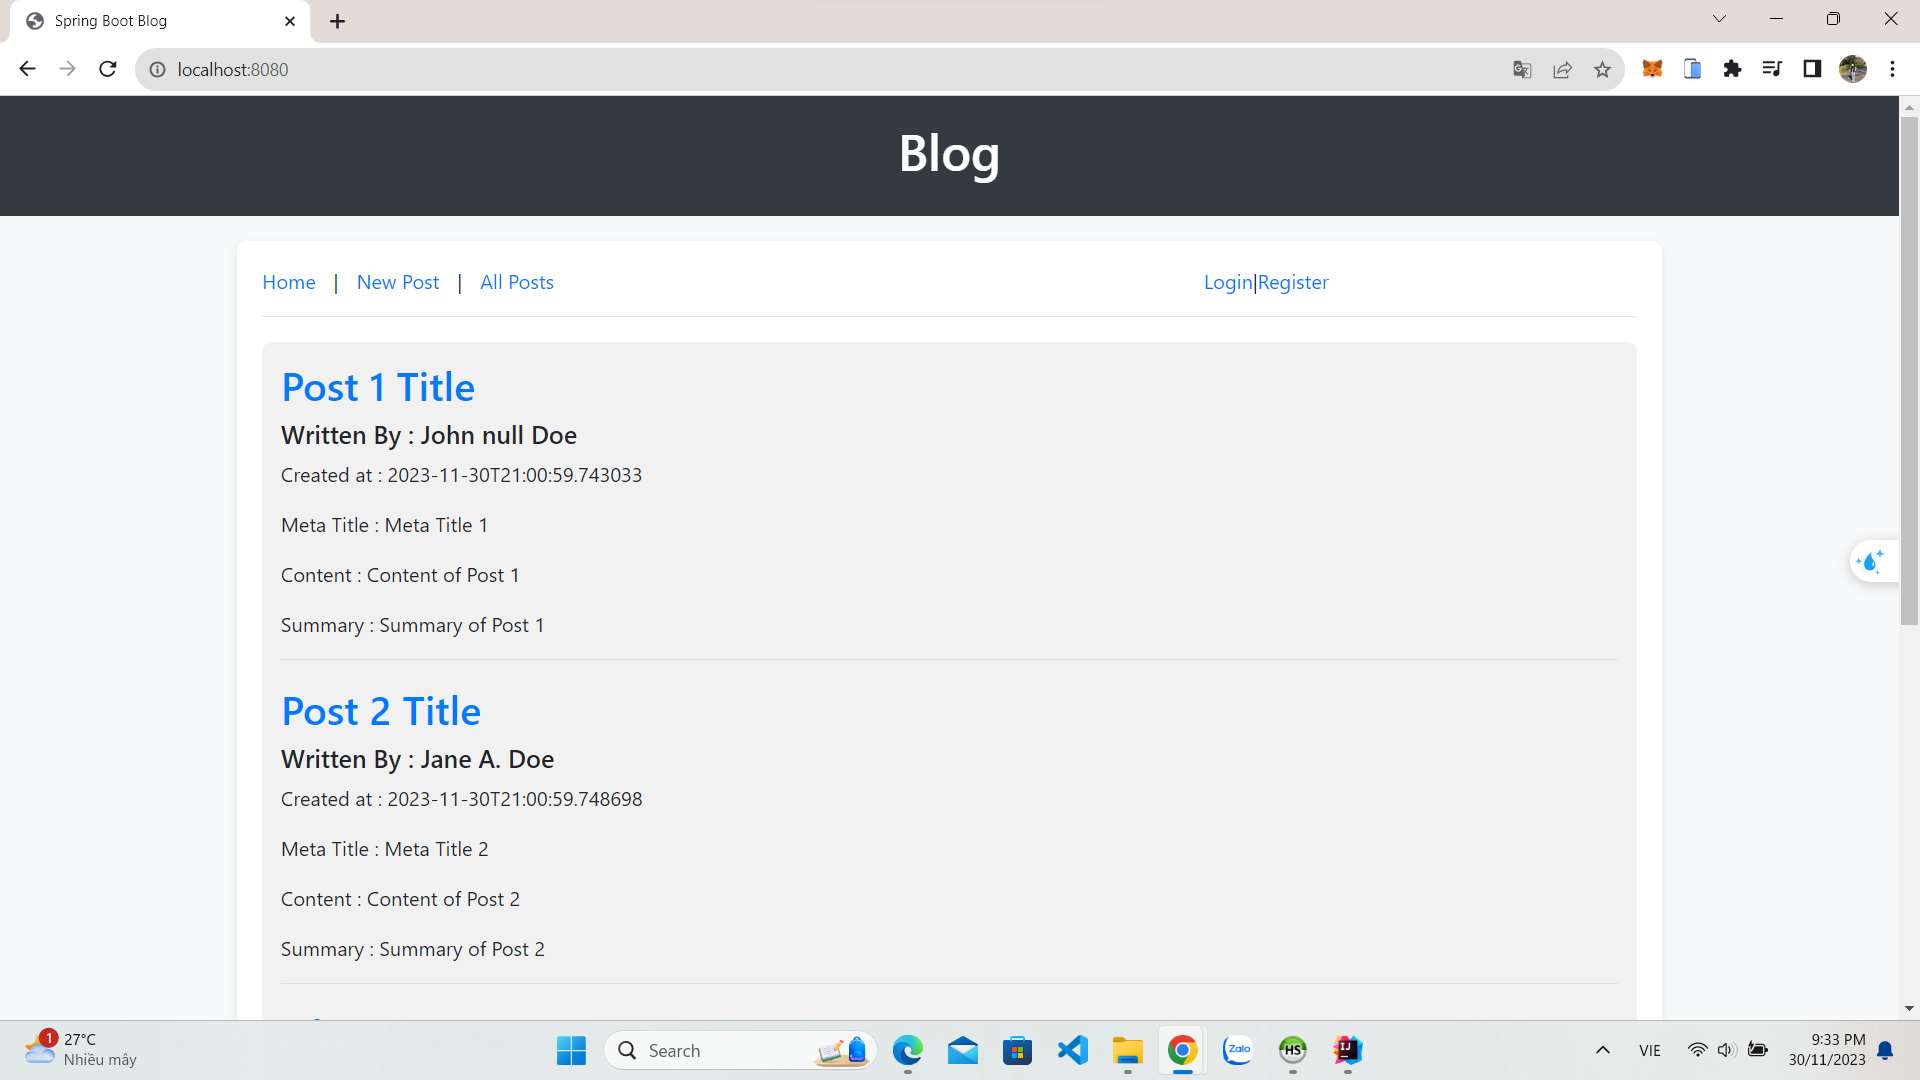 Spring Boot Blog
localhost:8080
Blog
Home | New Post | All Posts Login|Register
Post 1 Title
Written By : John null Doe
Created at : 2023-11-30T21:00:59.743033
Meta Title : Meta Title 1
Content : Content of Post 1
Summary : Summary of Post 1
Post 2 Title
Written By : Jane A. Doe
Created at : 2023-11-30T21:00:59.748698
Meta Title : Meta Title 2
Content : Content of Post 2
Summary : Summary of Post 2
1
27°C
Nhiều mây
Search
Zalo
HS
IJ
VIE
9:33 PM
30/11/2023